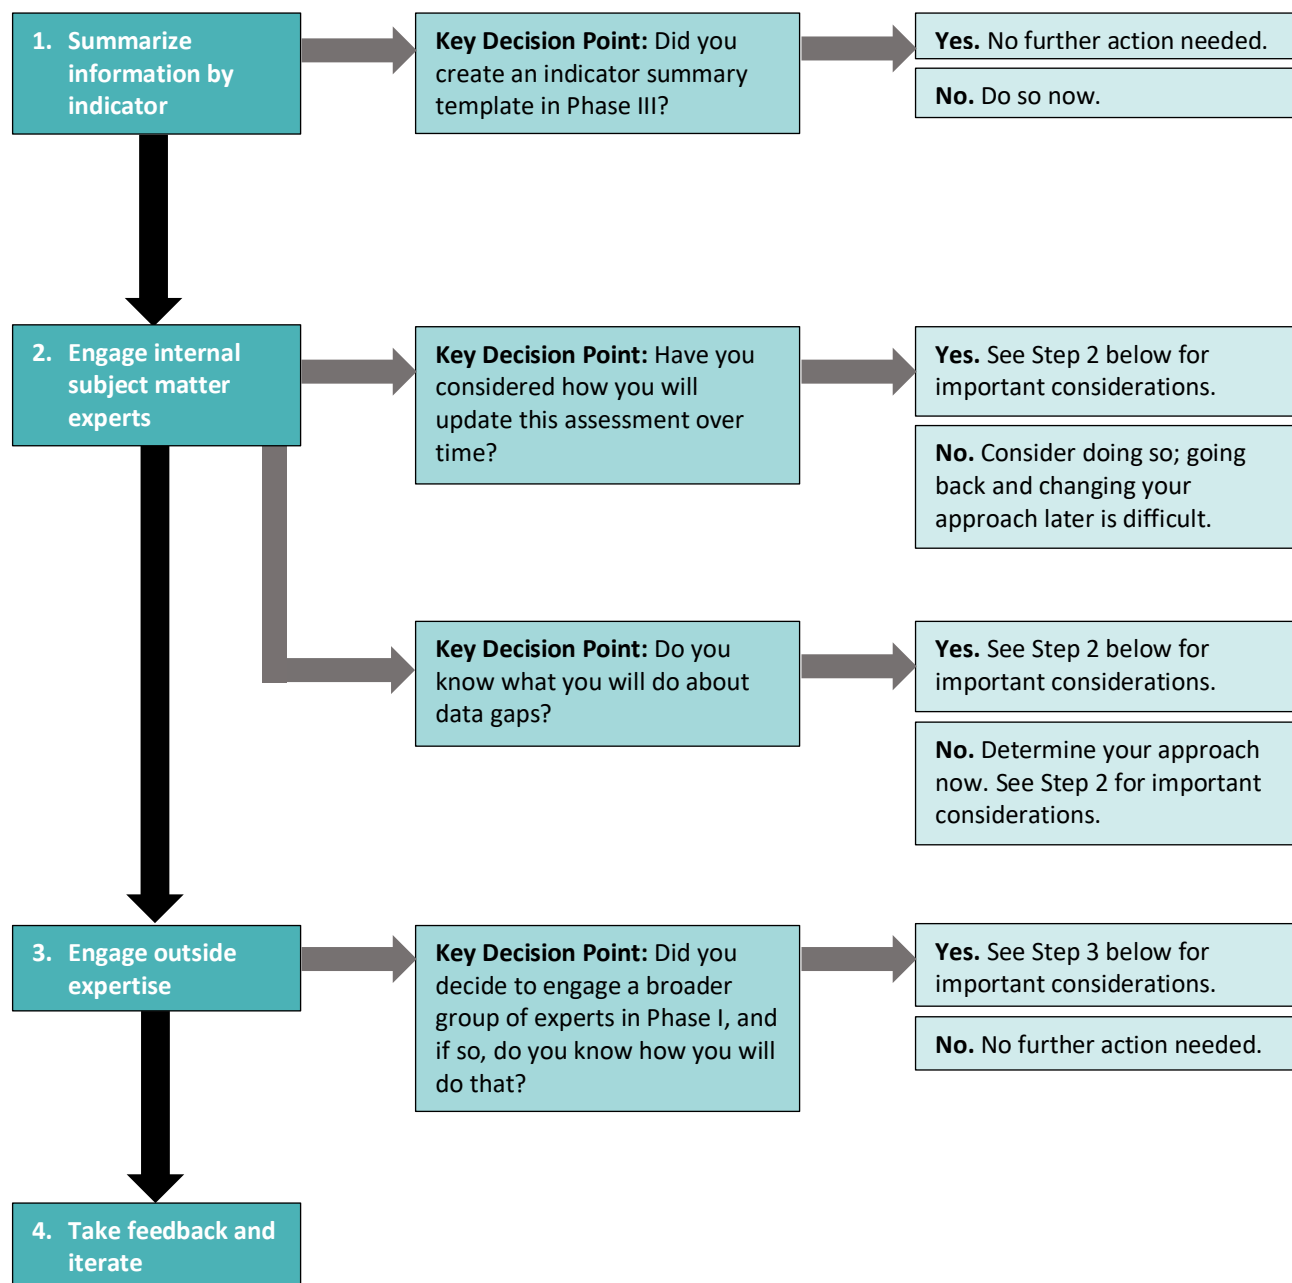 1. Summarize
information by
indicator
Key Decision Point: Did you
create an indicator summary
template in Phase III?
Yes. No further action needed.
No. Do so now.
2. Engage internal
subject matter
experts
Key Decision Point: Have you
considered how you will
update this assessment over
time?
Yes. See Step 2 below for
important considerations.
No. Consider doing so; going
back and changing your
approach later is difficult.
Key Decision Point: Do you
know what you will do about
data gaps?
Yes. See Step 2 below for
important considerations.
No. Determine your approach
now. See Step 2 for important
considerations.
3. Engage outside
expertise
Key Decision Point: Did you
decide to engage a broader
group of experts in Phase I, and
if so, do you know how you will
do that?
Yes. See Step 3 below for
important considerations.
No. No further action needed.
4. Take feedback and
iterate